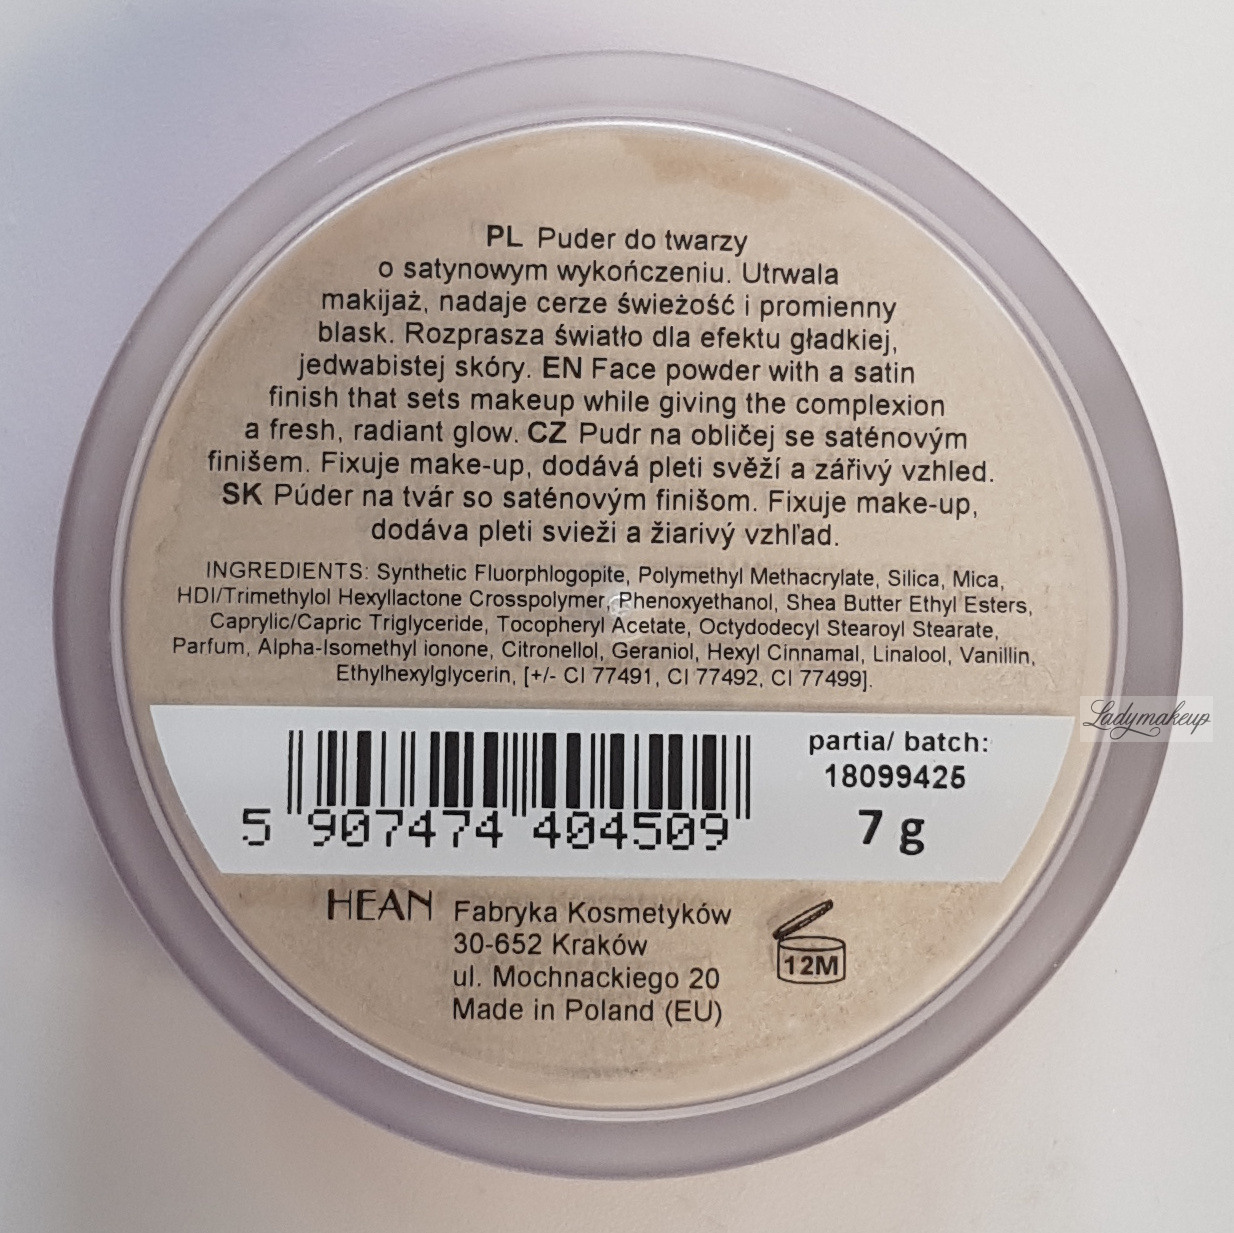 PL Puder do twarzy
o satynowym wykończeniu. Utrwala
makijaż, nadaje cerze świeżość i promienny
blask. Rozprasza światło dla efektu gładkiej,
jedwabistej skóry. EN Face powder with a satin
finish that sets makeup while giving the complexion
a fresh, radiant glow. CZ Pudr na obličej se saténovým
finišem. Fixuje make-up, dodává pleti svěží a zářivý vzhled.
SK Púder na tvár so saténovým finišom. Fixuje make-up,
dodáva pleti svieži a žiarivý vzhľad.
INGREDIENTS: Synthetic Fluorphlogopite, Polymethyl Methacrylate, Silica, Mica,
HDI/Trimethylol Hexyllactone Crosspolymer, Phenoxyethanol, Shea Butter Ethyl Esters,
Caprylic/Capric Triglyceride, Tocopheryl Acetate, Octydodecyl Stearoyl Stearate,
Parfum, Alpha-Isomethyl ionone, Citronellol, Geraniol, Hexyl Cinnamal, Linalool, Vanillin,
Ethylhexylglycerin, [+/- CI 77491, CI 77492, CI 77499].
Ladymakeup
partia/ batch:
18099425
7 g
5 907474 404509
HEAN Fabryka Kosmetyków
30-652 Kraków
ul. Mochnackiego 20
Made in Poland (EU)
12M